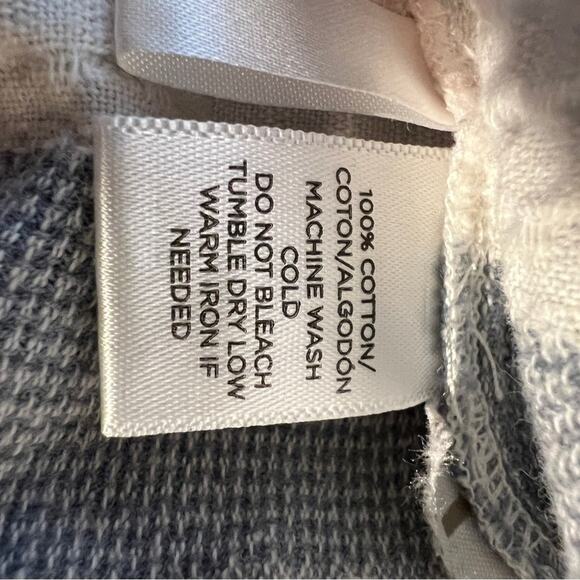 100% COTTON/
COTON/ALGODÓN
MACHINE WASH
COLD
DO NOT BLEACH
TUMBLE DRY LOW
WARM IRON IF
NEEDED